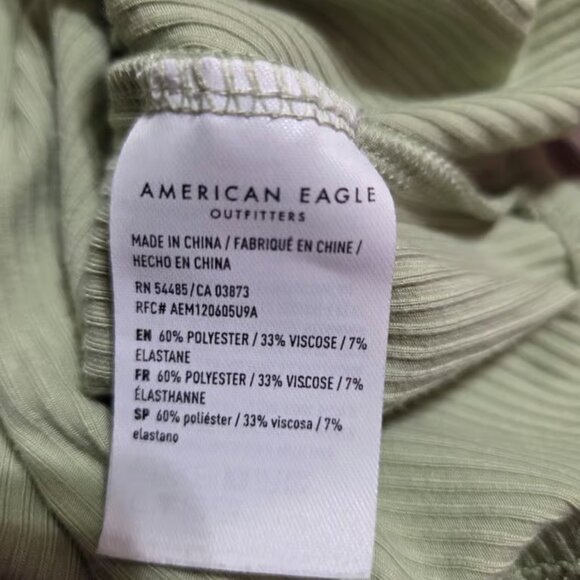 AMERICAN EAGLE
OUTFITTERS
MADE IN CHINA / FABRIQUÉ EN CHINE /
HECHO EN CHINA
RN 54485/CA 03873
RFC# AEM120605U9A
EN 60% POLYESTER / 33% VISCOSE / 7%
ELASTANE
FR 60% POLYESTER / 33% VISCOSE / 7%
ÉLASTHANNE
SP 60% poliéster / 33% viscosa / 7%
elastano